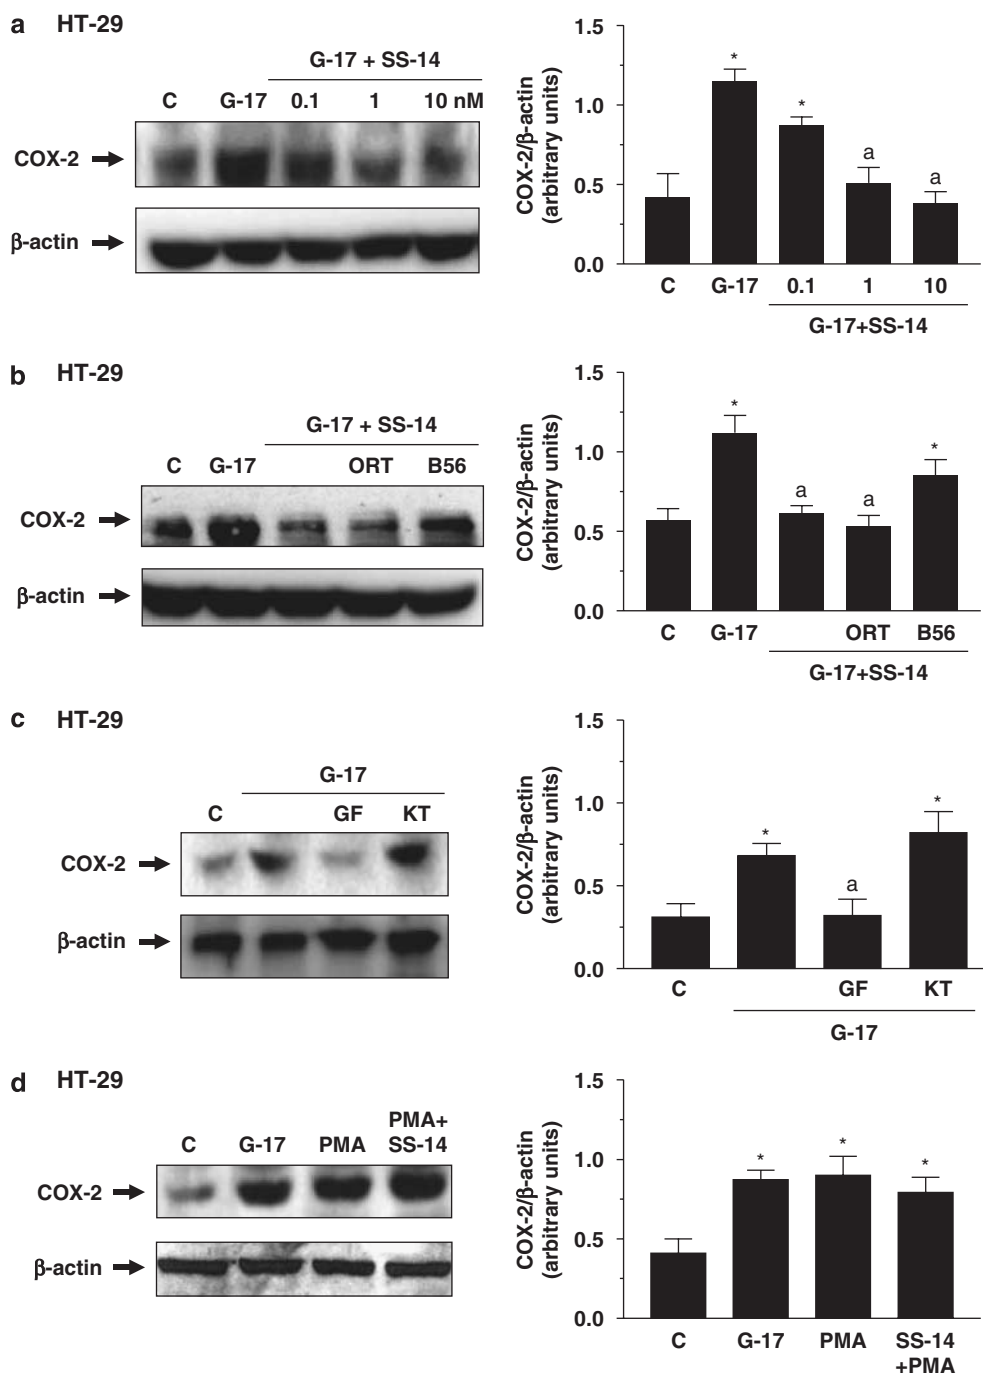 a HT-29
G-17 + SS-14
C G-17 0.1 1 10 nM
COX-2
β-actin
COX-2/β-actin
(arbitrary units)
1.5
1.0
0.5
0.0
* * a a
C G-17 0.1 1 10
G-17+SS-14
b HT-29
G-17 + SS-14
C G-17 ORT B56
COX-2
β-actin
COX-2/β-actin
(arbitrary units)
1.5
1.0
0.5
0.0
* a a *
C G-17 ORT B56
G-17+SS-14
c HT-29
G-17
C GF KT
COX-2
β-actin
COX-2/β-actin
(arbitrary units)
1.5
1.0
0.5
0.0
* a *
C GF KT
G-17
d HT-29
PMA+
C G-17 PMA SS-14
COX-2
β-actin
COX-2/β-actin
(arbitrary units)
1.5
1.0
0.5
0.0
* * *
C G-17 PMA SS-14
+PMA